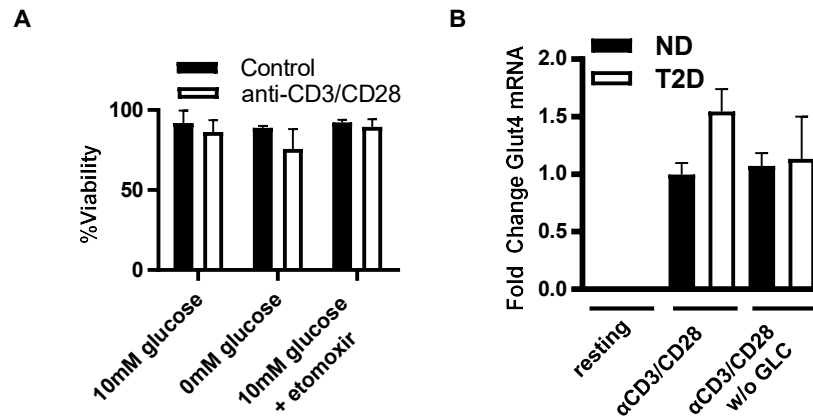 A
Control
anti-CD3/CD28
%Viability
100
50
0
10mM glucose
0mM glucose
10mM glucose
+ etomoxir
B
ND
T2D
Fold Change Glut4 mRNA
2.0
1.5
1.0
0.5
0.0
resting
αCD3/CD28
αCD3/CD28
w/o GLC